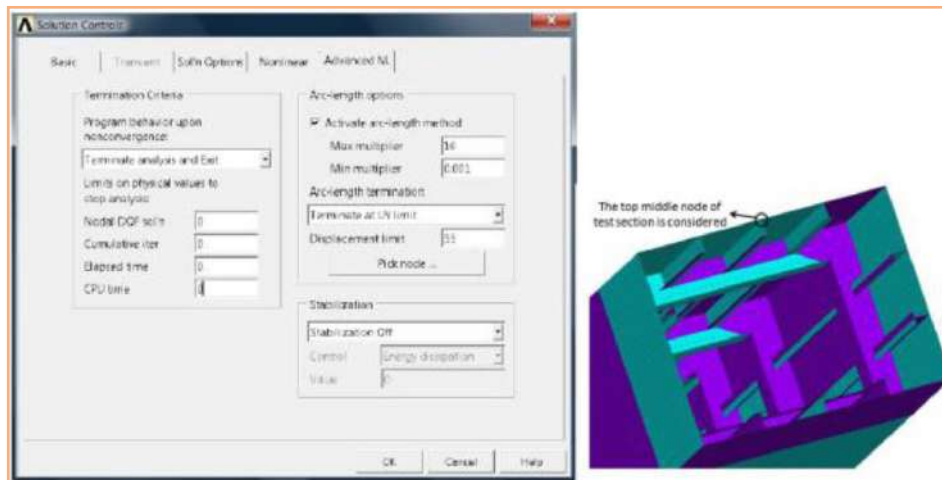 Solution Controls
Basic
Transient
Sol'n Options
Nonlinear
Advanced NL
Termination Criteria
Program behavior upon
nonconvergence:
Terminate analysis and Exit
Limits on physical values to
stop analysis:
Nodal DOF sol'n 0
Cumulative iter 0
Elapsed time 0
CPU time 0
Arc-length options
Activate arc-length method
Max multiplier 10
Min multiplier 0.001
Arc-length termination:
Terminate at UY limit
Displacement limit
Pick node ...
Stabilization
Stabilization Off
Control Energy dissipation
Value 0
OK
Cancel
Help
The top middle node of
test section is considered